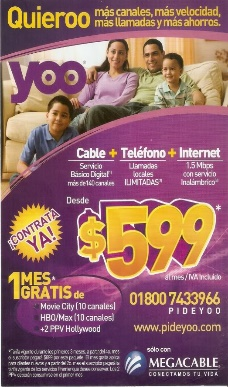 Quieroo más canales, más velocidad,
más llamadas y más ahorros.
yoo
Cable + Teléfono + Internet
Servicio
Básico Digital
más de 140 canales
Llamadas
locales
ILIMITADAS
1.5 Mbps
con servicio
Inalámbrico
Desde
¡CONTRATA
YA!
$599*
al mes / IVA Incluido
1 MES*
GRATIS de
Movie City (10 canales)
HBO/Max (10 canales)
+2 PPV Hollywood
01800 7433966
PIDEYOO
www.pideyoo.com
sólo con
MEGACABLE
CONECTAMOS TU VIDA